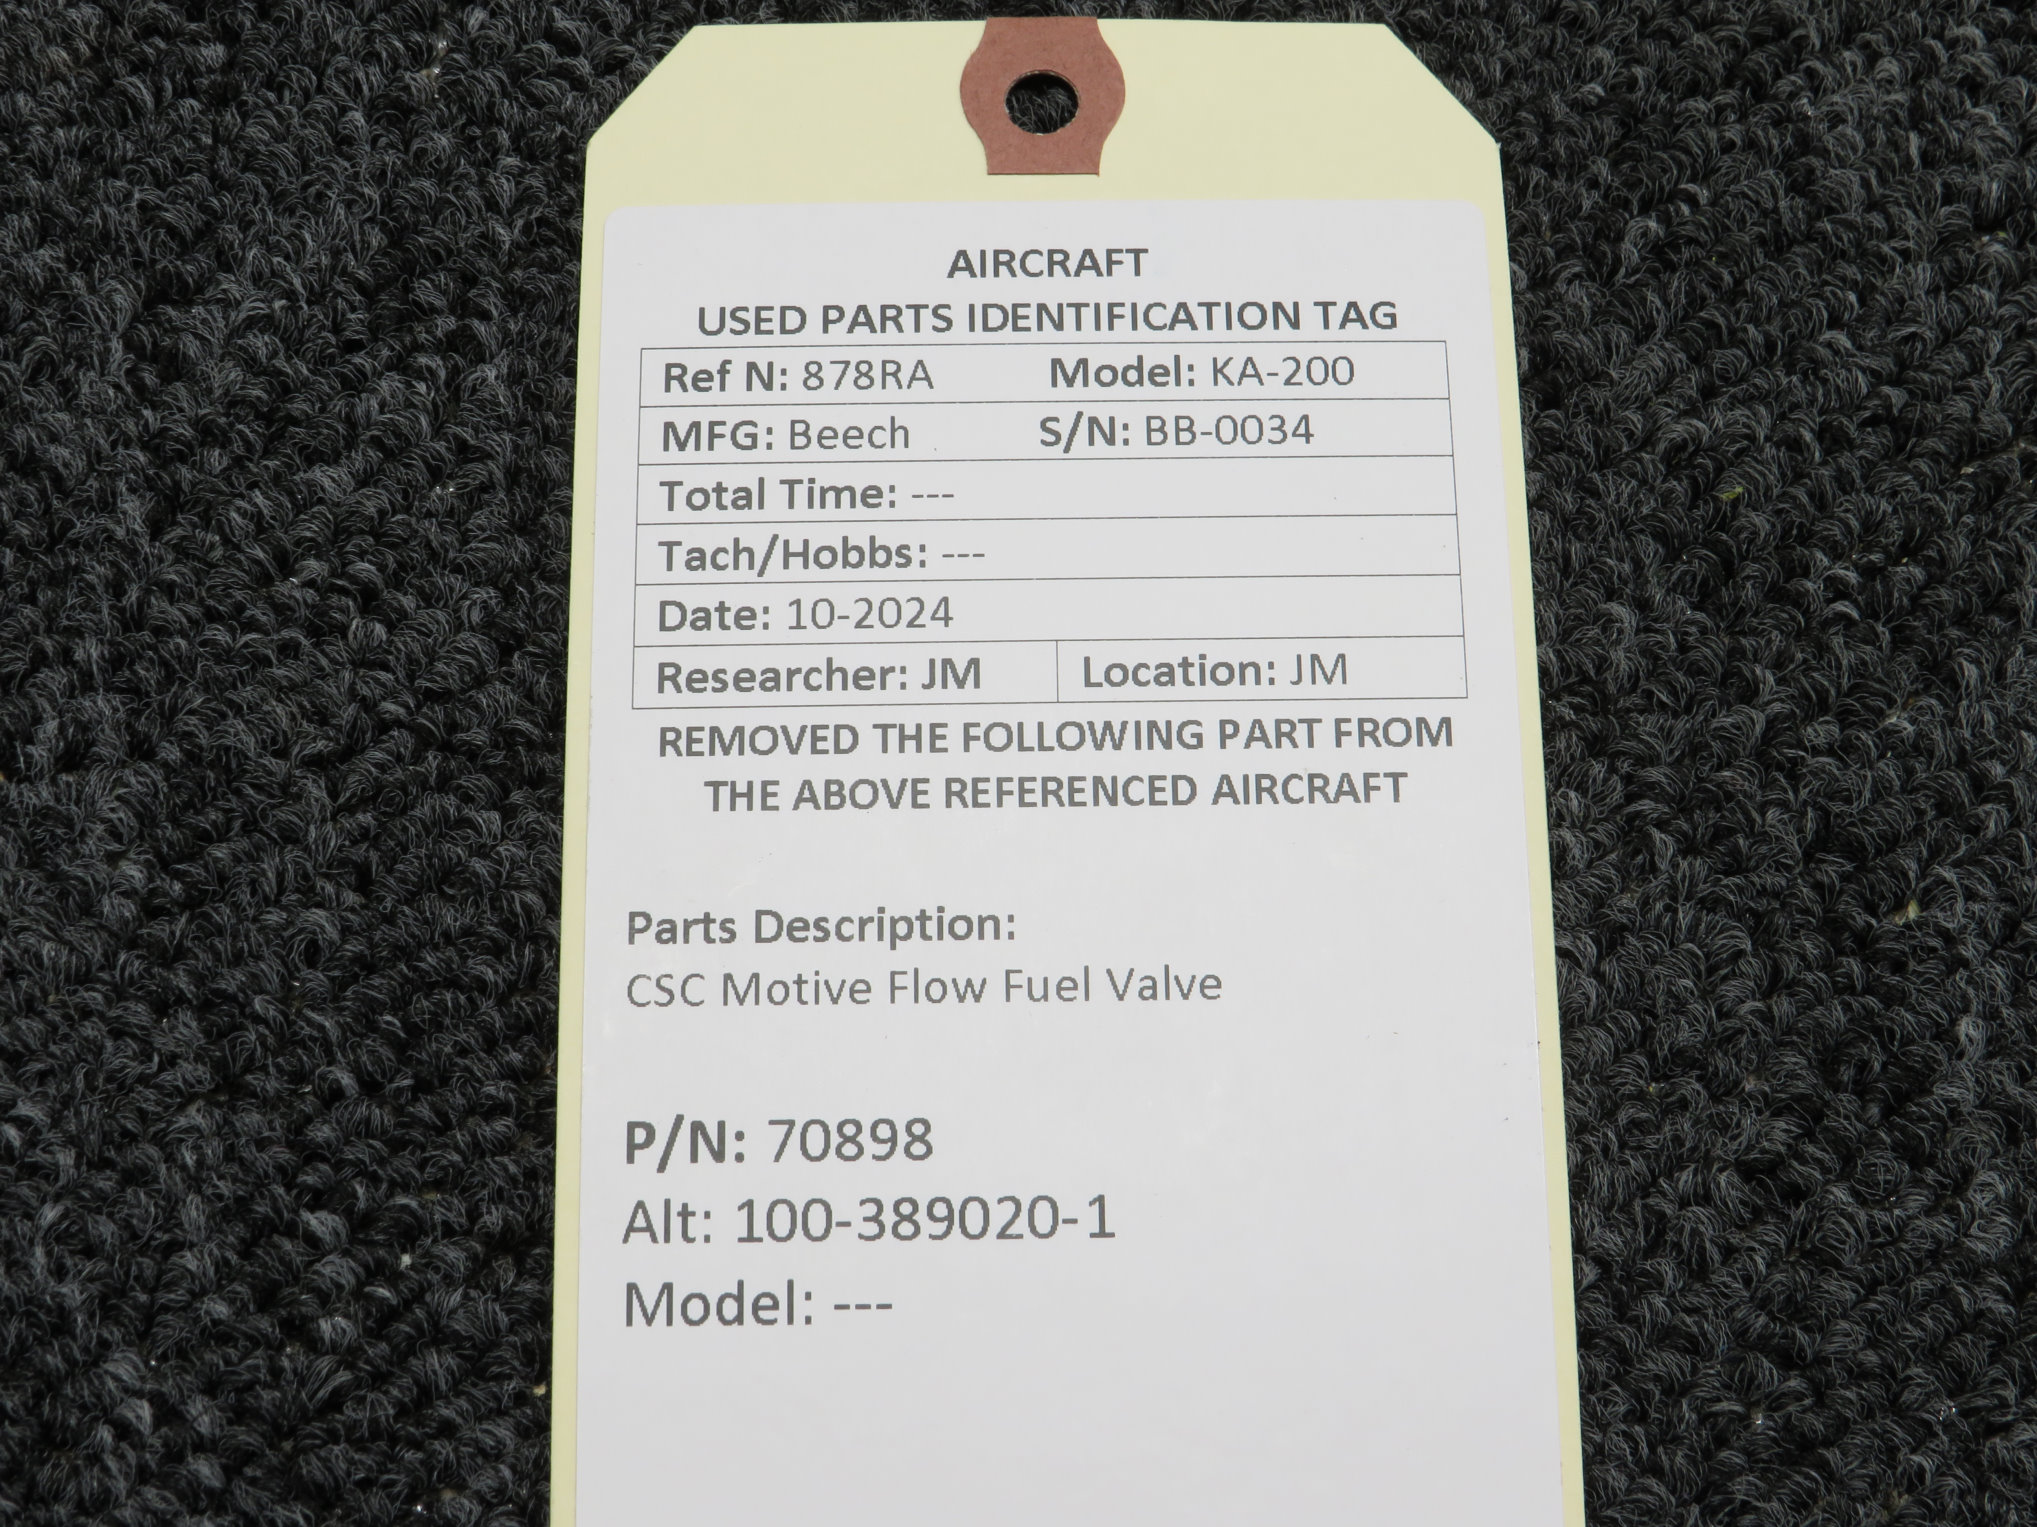 AIRCRAFT
USED PARTS IDENTIFICATION TAG
Ref N: 878RA Model: KA-200
MFG: Beech S/N: BB-0034
Total Time: ---
Tach/Hobbs: ---
Date: 10-2024
Researcher: JM Location: JM
REMOVED THE FOLLOWING PART FROM
THE ABOVE REFERENCED AIRCRAFT
Parts Description:
CSC Motive Flow Fuel Valve
P/N: 70898
Alt: 100-389020-1
Model: ---